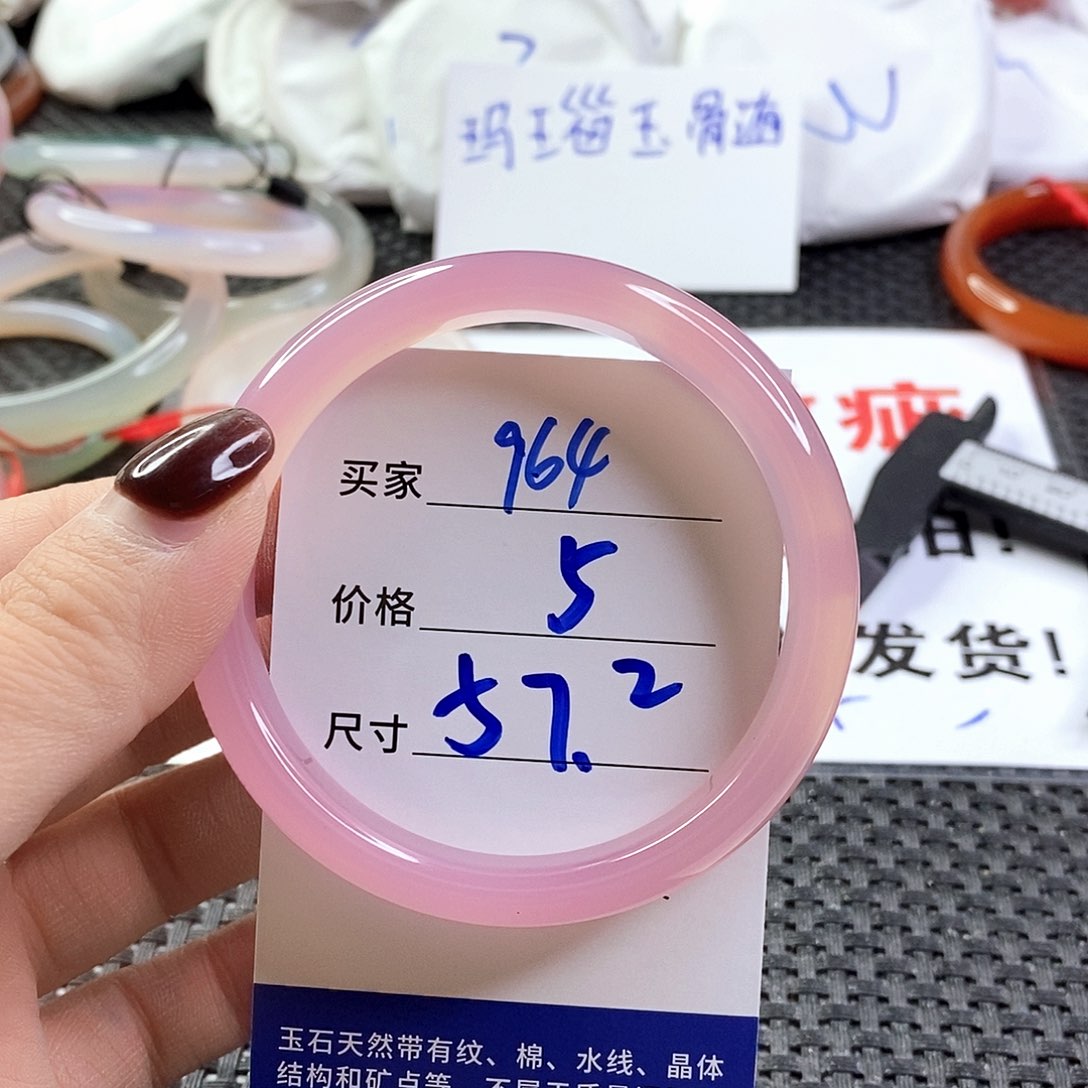 玛瑙玉骨髓
买家 964
价格 5
尺寸 57.2
发货!
玉石天然带有纹、棉、水线、晶体
结构和矿点等